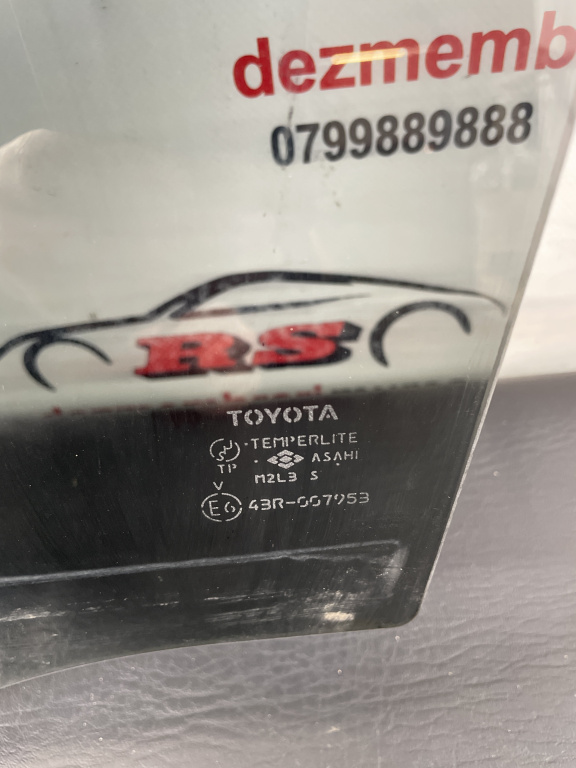 dezmemb
0799889888
RS
TOYOTA
TEMPERLITE
TP
ASAHI
M2L3 S
V
E6 43R-007953